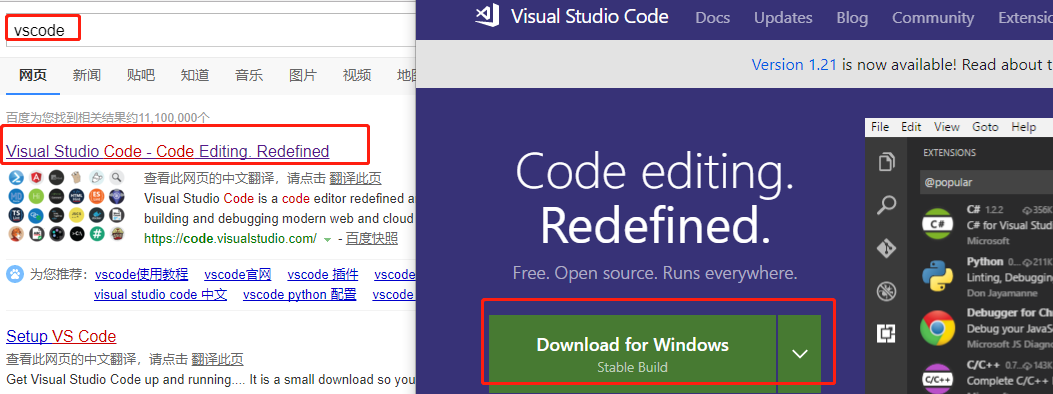 vscode
网页 新闻 贴吧 知道 音乐 图片 视频
百度为您找到相关结果约11,100,000个
Visual Studio Code - Code Editing. Redefined
查看此网页的中文翻译，请点击 翻译此页
Visual Studio Code is a code editor redefined a
building and debugging modern web and cloud
https://code.visualstudio.com/ - 百度快照
为您推荐： vscode使用教程 vscode官网 vscode 插件 vscode
visual studio code 中文 vscode python 配置 vscode
Setup VS Code
查看此网页的中文翻译，请点击 翻译此页
Get Visual Studio Code up and running.... It is a small download so you
Visual Studio Code Docs Updates Blog Community Extensio
Version 1.21 is now available! Read about t
Code editing.
Redefined.
Free. Open source. Runs everywhere.
Download for Windows
Stable Build
File Edit View Goto Help
EXTENSIONS
@popular
C# 1.2.2 356K
C# for Visual Studi
Microsoft
Python 0.7.0 211K
Linting, Debugging
Don Jayamanne
Debugger for Ch
Debug your JavaS
Microsoft JS Diagno
C/C++ 0.7. 143K
Complete C/C++